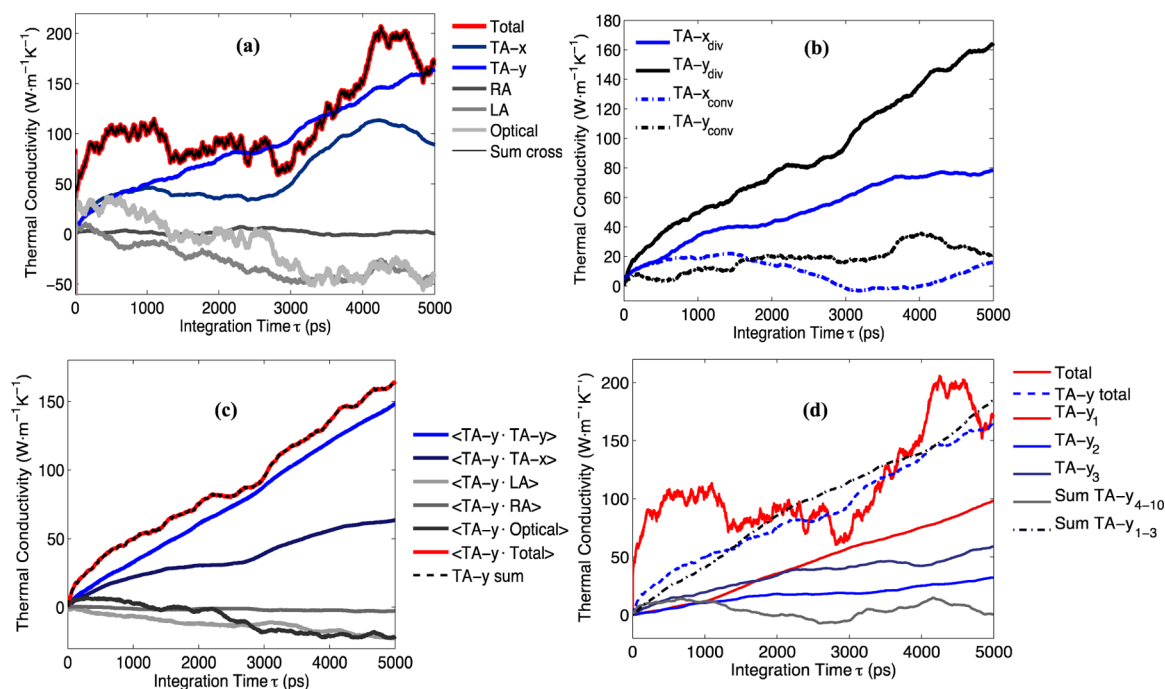 (a)
Thermal Conductivity (W·m⁻¹K⁻¹)
200
150
100
50
0
−50
0 1000 2000 3000 4000 5000
Integration Time τ (ps)
Total
TA−x
TA−y
RA
LA
Optical
Sum cross
(b)
Thermal Conductivity (W·m⁻¹K⁻¹)
180
160
140
120
100
80
60
40
20
0
0 1000 2000 3000 4000 5000
Integration Time τ (ps)
TA−x_div
TA−y_div
TA−x_conv
TA−y_conv
(c)
Thermal Conductivity (W·m⁻¹K⁻¹)
150
100
50
0
0 1000 2000 3000 4000 5000
Integration Time τ (ps)
<TA−y · TA−y>
<TA−y · TA−x>
<TA−y · LA>
<TA−y · RA>
<TA−y · Optical>
<TA−y · Total>
TA−y sum
(d)
Thermal Conductivity (W·m⁻¹K⁻¹)
200
150
100
50
0
0 1000 2000 3000 4000 5000
Integration Time τ (ps)
Total
TA−y total
TA−y₁
TA−y₂
TA−y₃
Sum TA−y₄₋₁₀
Sum TA−y₁₋₃